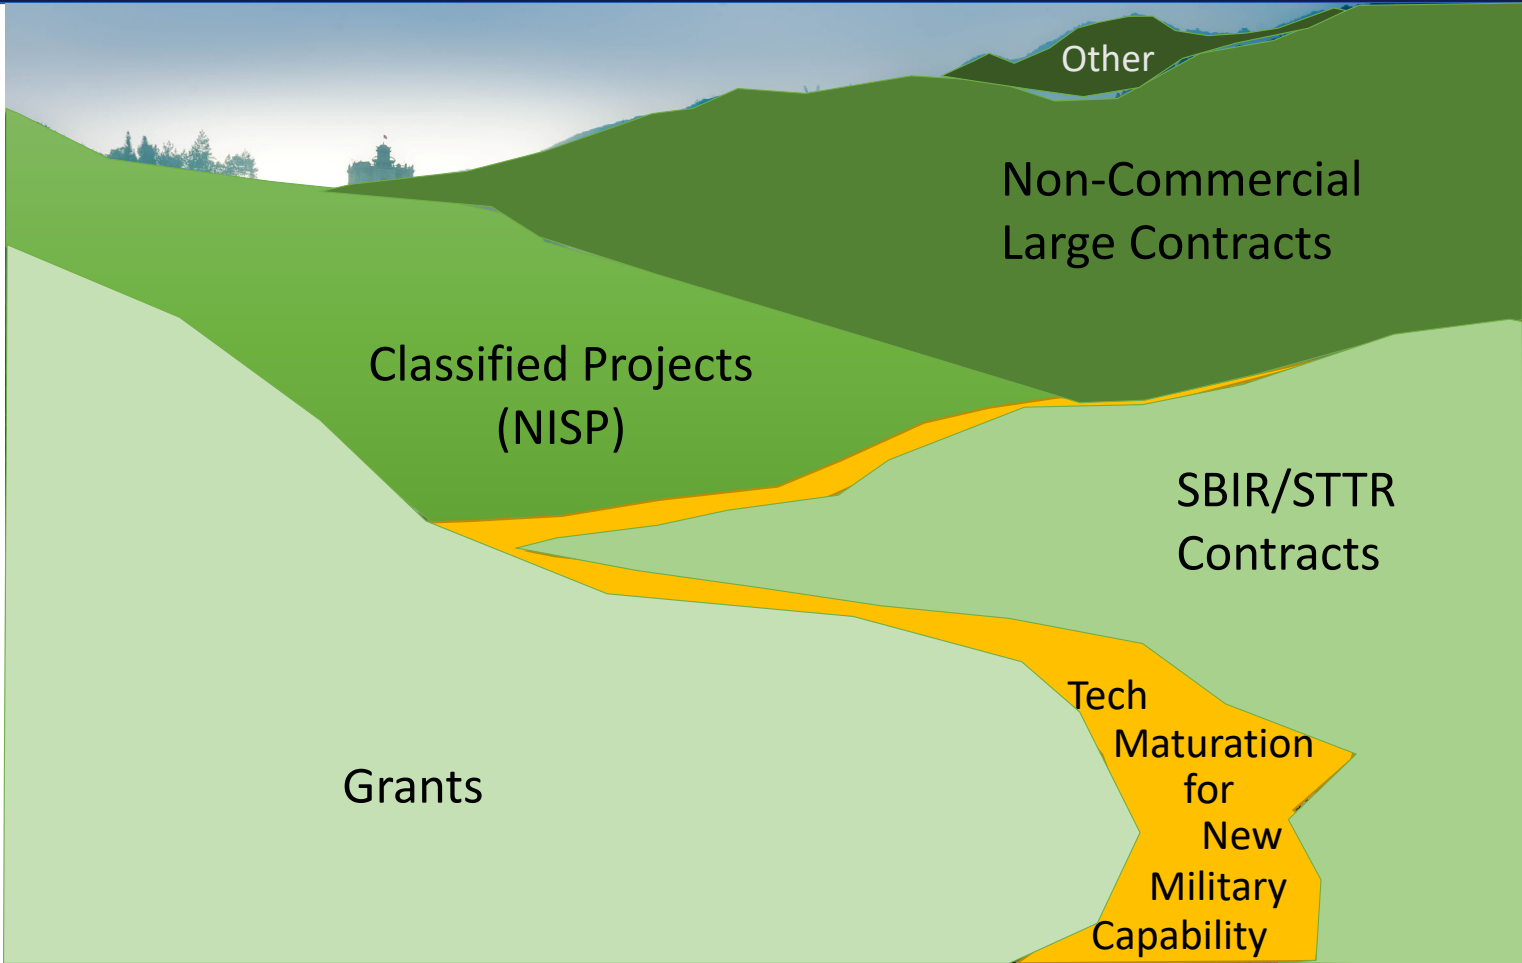 Other
Non-Commercial
Large Contracts
Classified Projects
(NISP)
SBIR/STTR
Contracts
Tech
Maturation
for
New
Military
Capability
Grants